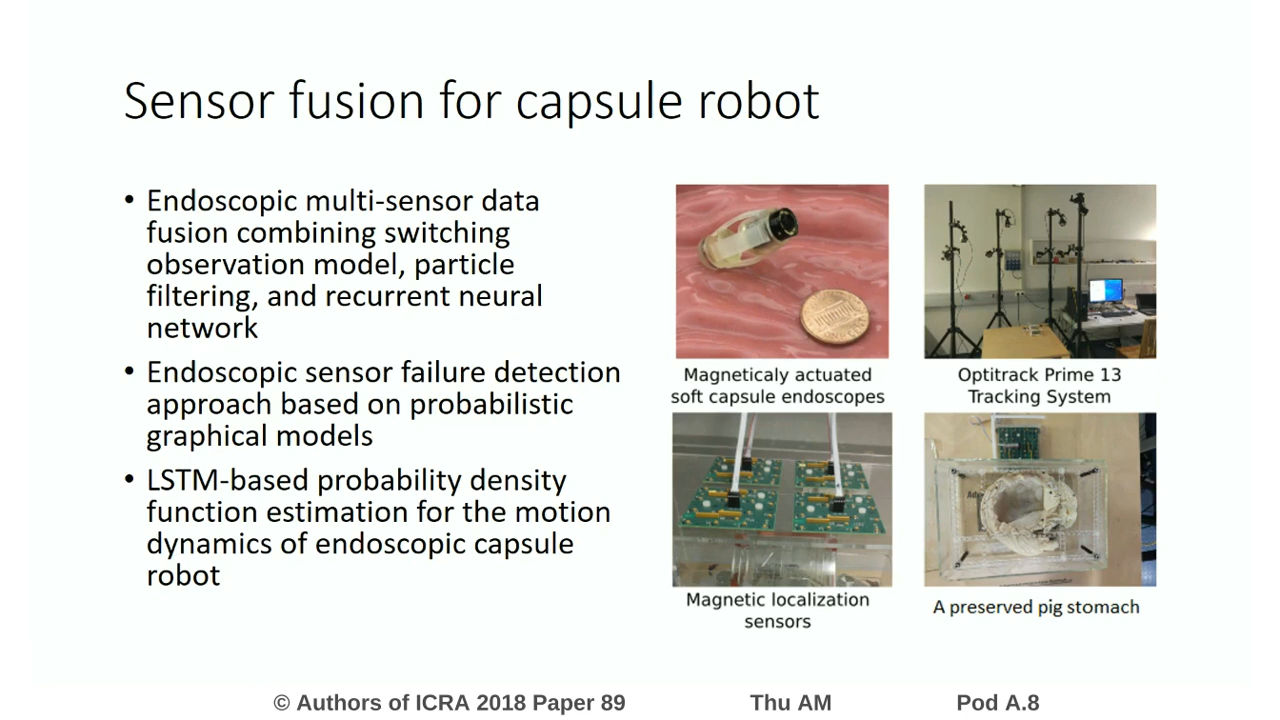 Sensor fusion for capsule robot
• Endoscopic multi-sensor data
fusion combining switching
observation model, particle
filtering, and recurrent neural
network
• Endoscopic sensor failure detection
approach based on probabilistic
graphical models
• LSTM-based probability density
function estimation for the motion
dynamics of endoscopic capsule
robot
Magneticaly actuated
soft capsule endoscopes
Optitrack Prime 13
Tracking System
Magnetic localization
sensors
A preserved pig stomach
© Authors of ICRA 2018 Paper 89 Thu AM Pod A.8